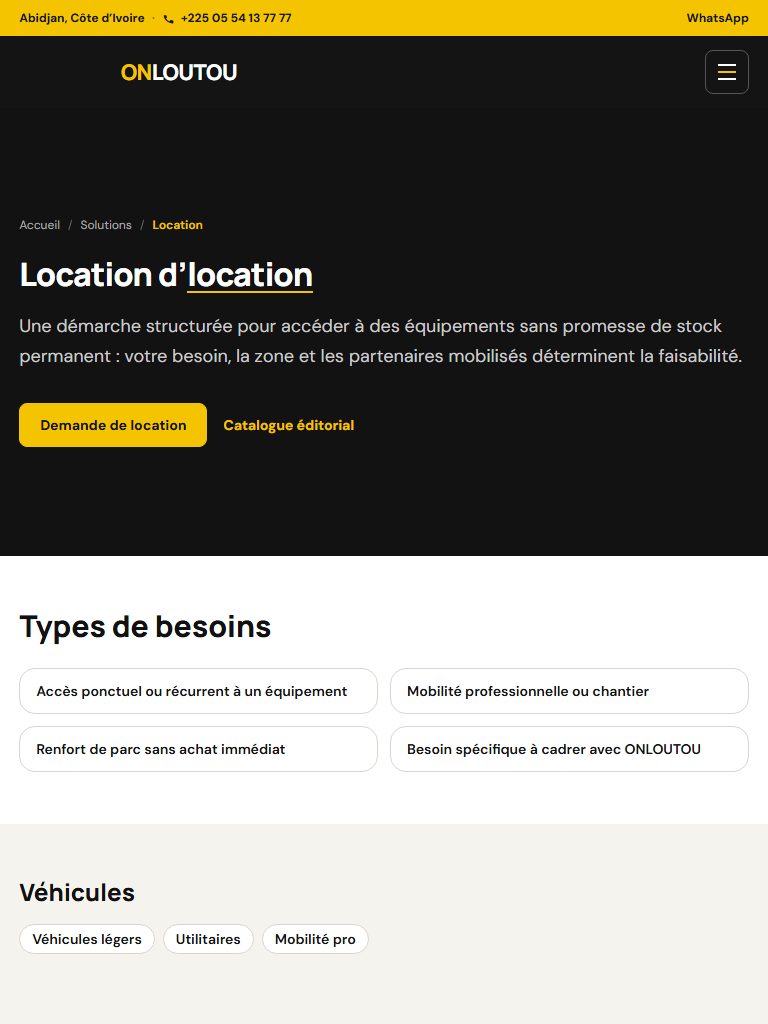 Abidjan, Côte d’Ivoire · +225 05 54 13 77 77 WhatsApp
ONLOUTOU
Accueil / Solutions / Location
Location d’location
Une démarche structurée pour accéder à des équipements sans promesse de stock
permanent : votre besoin, la zone et les partenaires mobilisés déterminent la faisabilité.
Demande de location Catalogue éditorial
Types de besoins
Accès ponctuel ou récurrent à un équipement Mobilité professionnelle ou chantier
Renfort de parc sans achat immédiat Besoin spécifique à cadrer avec ONLOUTOU
Véhicules
Véhicules légers Utilitaires Mobilité pro